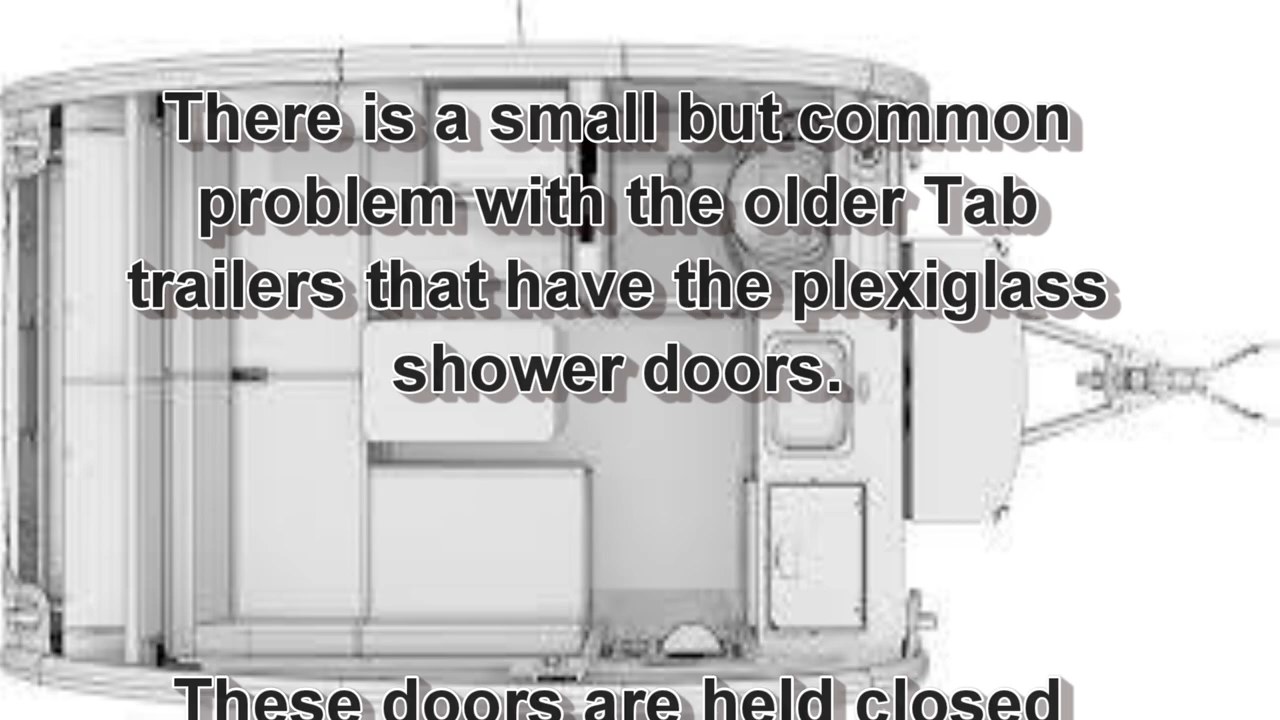 There is a small but common
problem with the older Tab
trailers that have the plexiglass
shower doors.
These doors are held closed